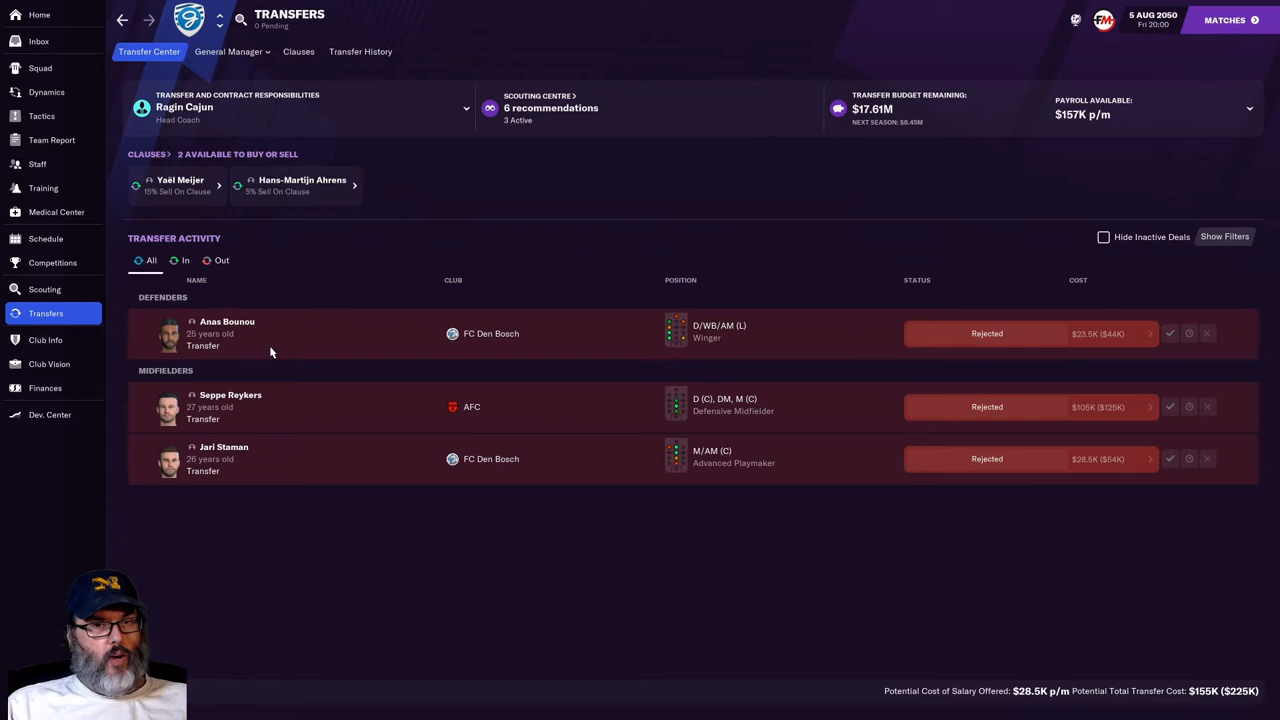 Home
Inbox
Squad
Dynamics
Tactics
Team Report
Staff
Training
Medical Center
Schedule
Competitions
Scouting
Transfers
Club Info
Club Vision
Finances
Dev. Center
TRANSFERS
0 Pending
FM
5 AUG 2050
Fri 20:00
MATCHES
Transfer Center
General Manager
Clauses
Transfer History
TRANSFER AND CONTRACT RESPONSIBILITIES
Ragin Cajun
Head Coach
SCOUTING CENTRE
6 recommendations
3 Active
TRANSFER BUDGET REMAINING:
$17.61M
NEXT SEASON: $8.45M
PAYROLL AVAILABLE:
$157K p/m
CLAUSES 2 AVAILABLE TO BUY OR SELL
Yaël Meijer
15% Sell On Clause
Hans-Martijn Ahrens
5% Sell On Clause
TRANSFER ACTIVITY
Hide Inactive Deals
Show Filters
All
In
Out
NAME CLUB POSITION STATUS COST
DEFENDERS
Anas Bounou
25 years old
Transfer
FC Den Bosch
D/WB/AM (L)
Winger
Rejected
$23.5K ($44K)
MIDFIELDERS
Seppe Reykers
27 years old
Transfer
AFC
D (C), DM, M (C)
Defensive Midfielder
Rejected
$105K ($125K)
Jari Staman
26 years old
Transfer
FC Den Bosch
M/AM (C)
Advanced Playmaker
Rejected
$28.5K ($54K)
Potential Cost of Salary Offered: $28.5K p/m Potential Total Transfer Cost: $155K ($225K)